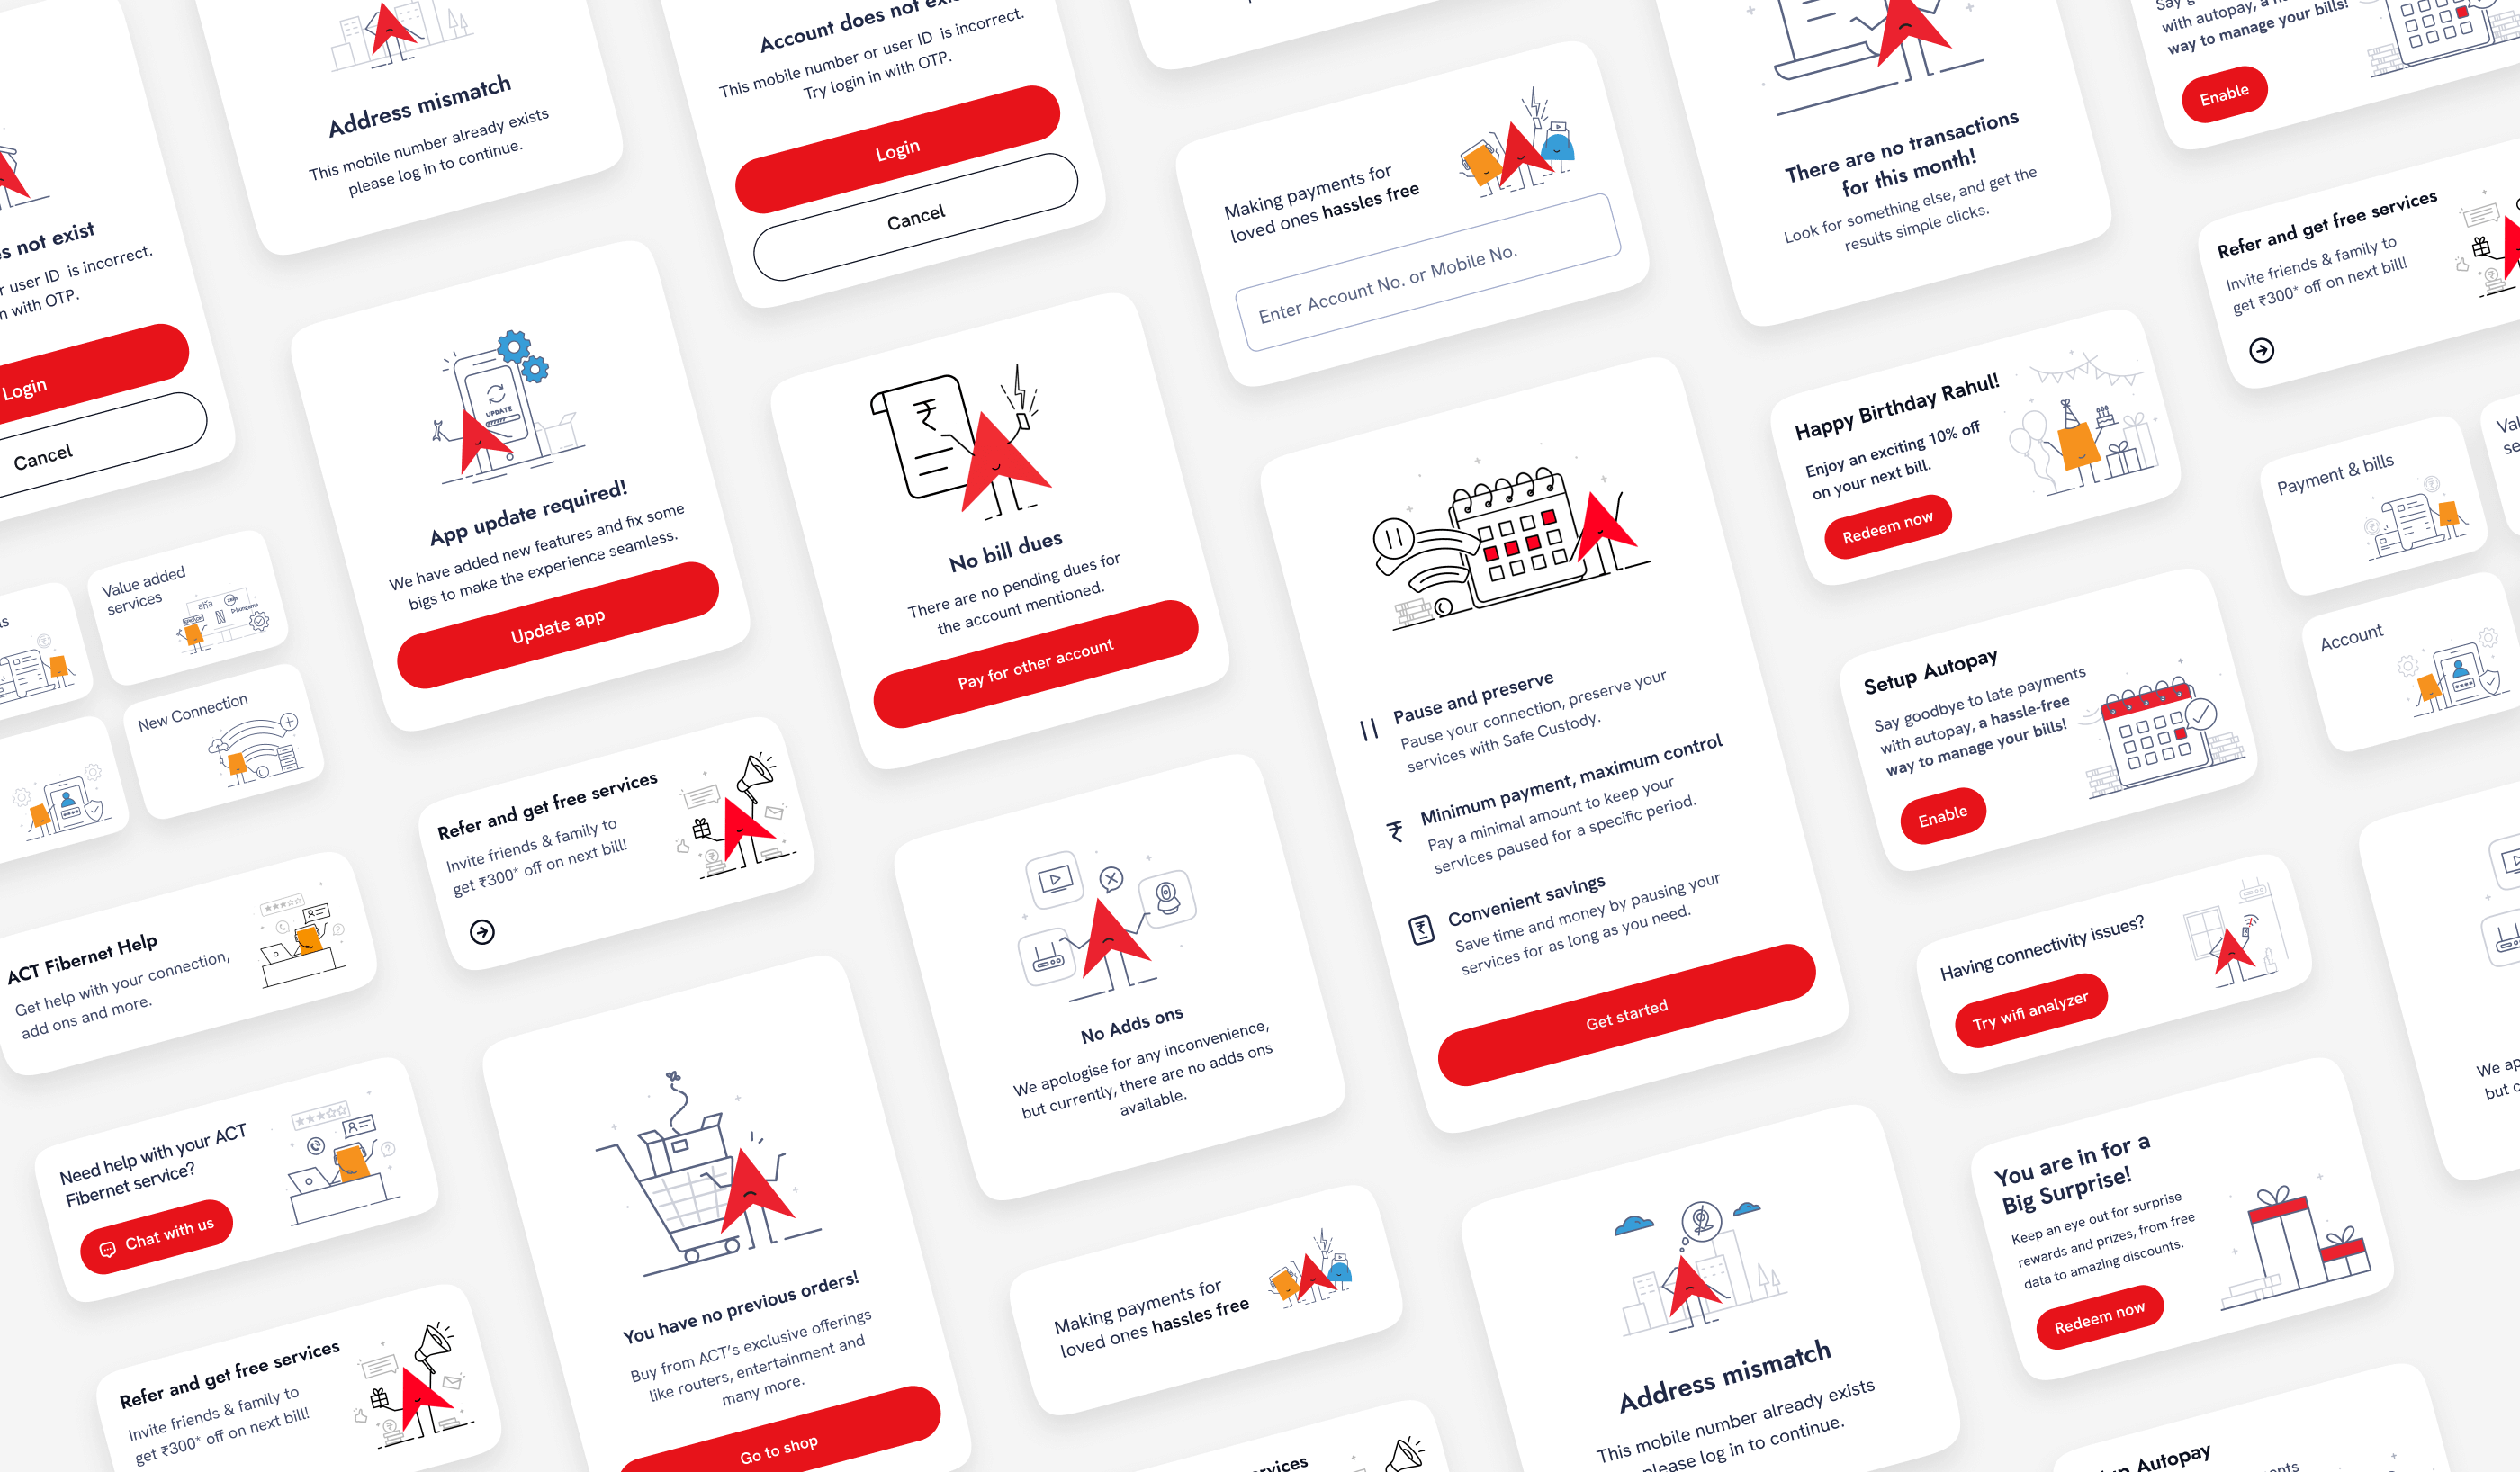 s not exist
r user ID is incorrect.
n with OTP.
Login
Cancel
Address mismatch
This mobile number already exists
please log in to continue.
Account does not
This mobile number or user ID is incorrect.
Try login in with OTP.
Login
Cancel
Making payments for
loved ones hassles free
Enter Account No. or Mobile No.
There are no transactions
for this month!
Look for something else, and get the
results simple clicks.
with autopay,
way to manage your bills!
Enable
Refer and get free services
Invite friends & family to
get ₹300* off on next bill!
UPDATE
App update required!
We have added new features and fix some
bigs to make the experience seamless.
Update app
₹
No bill dues
There are no pending dues for
the account mentioned.
Pay for other account
Happy Birthday Rahul!
Enjoy an exciting 10% off
on your next bill.
Redeem now
Payment & bills
Val
se
Account
Value added
services
aha
N
New Connection
Pause and preserve
Pause your connection, preserve your
services with Safe Custody.
₹
Minimum payment, maximum control
Pay a minimal amount to keep your
services paused for a specific period.
₹
Convenient savings
Save time and money by pausing your
services for as long as you need.
Get started
Setup Autopay
Say goodbye to late payments
with autopay, a hassle-free
way to manage your bills!
Enable
Refer and get free services
Invite friends & family to
get ₹300* off on next bill!
ACT Fibernet Help
Get help with your connection,
add ons and more.
No Adds ons
We apologise for any inconvenience,
but currently, there are no adds ons
available.
Having connectivity issues?
Try wifi analyzer
We ap
but c
Need help with your ACT
Fibernet service?
Chat with us
You have no previous orders!
Buy from ACT's exclusive offerings
like routers, entertainment and
many more.
Go to shop
Making payments for
loved ones hassles free
You are in for a
Big Surprise!
Keep an eye out for surprise
rewards and prizes, from free
data to amazing discounts.
Redeem now
Address mismatch
This mobile number already exists
please log in to continue.
Refer and get free services
Invite friends & family to
get ₹300* off on next bill!
rvices
up Autopay